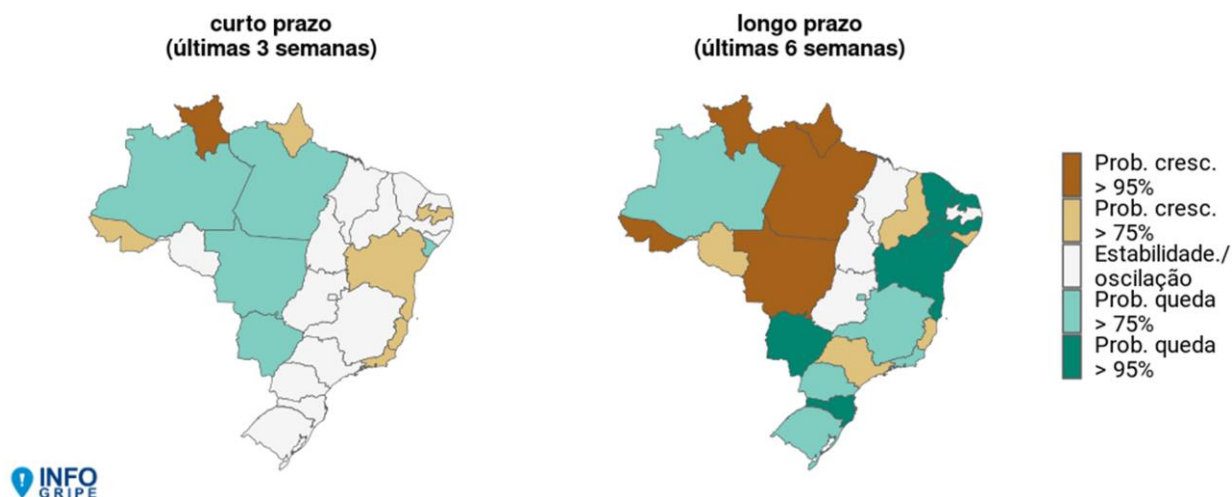 curto prazo
(últimas 3 semanas)
longo prazo
(últimas 6 semanas)
Prob. cresc.
> 95%
Prob. cresc.
> 75%
Estabilidade./
oscilação
Prob. queda
> 75%
Prob. queda
> 95%
INFO
GRIPE